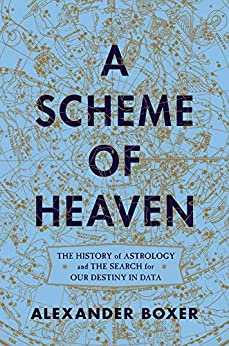 A
SCHEME
OF
HEAVEN
THE HISTORY of ASTROLOGY
and THE SEARCH for
OUR DESTINY IN DATA
ALEXANDER BOXER